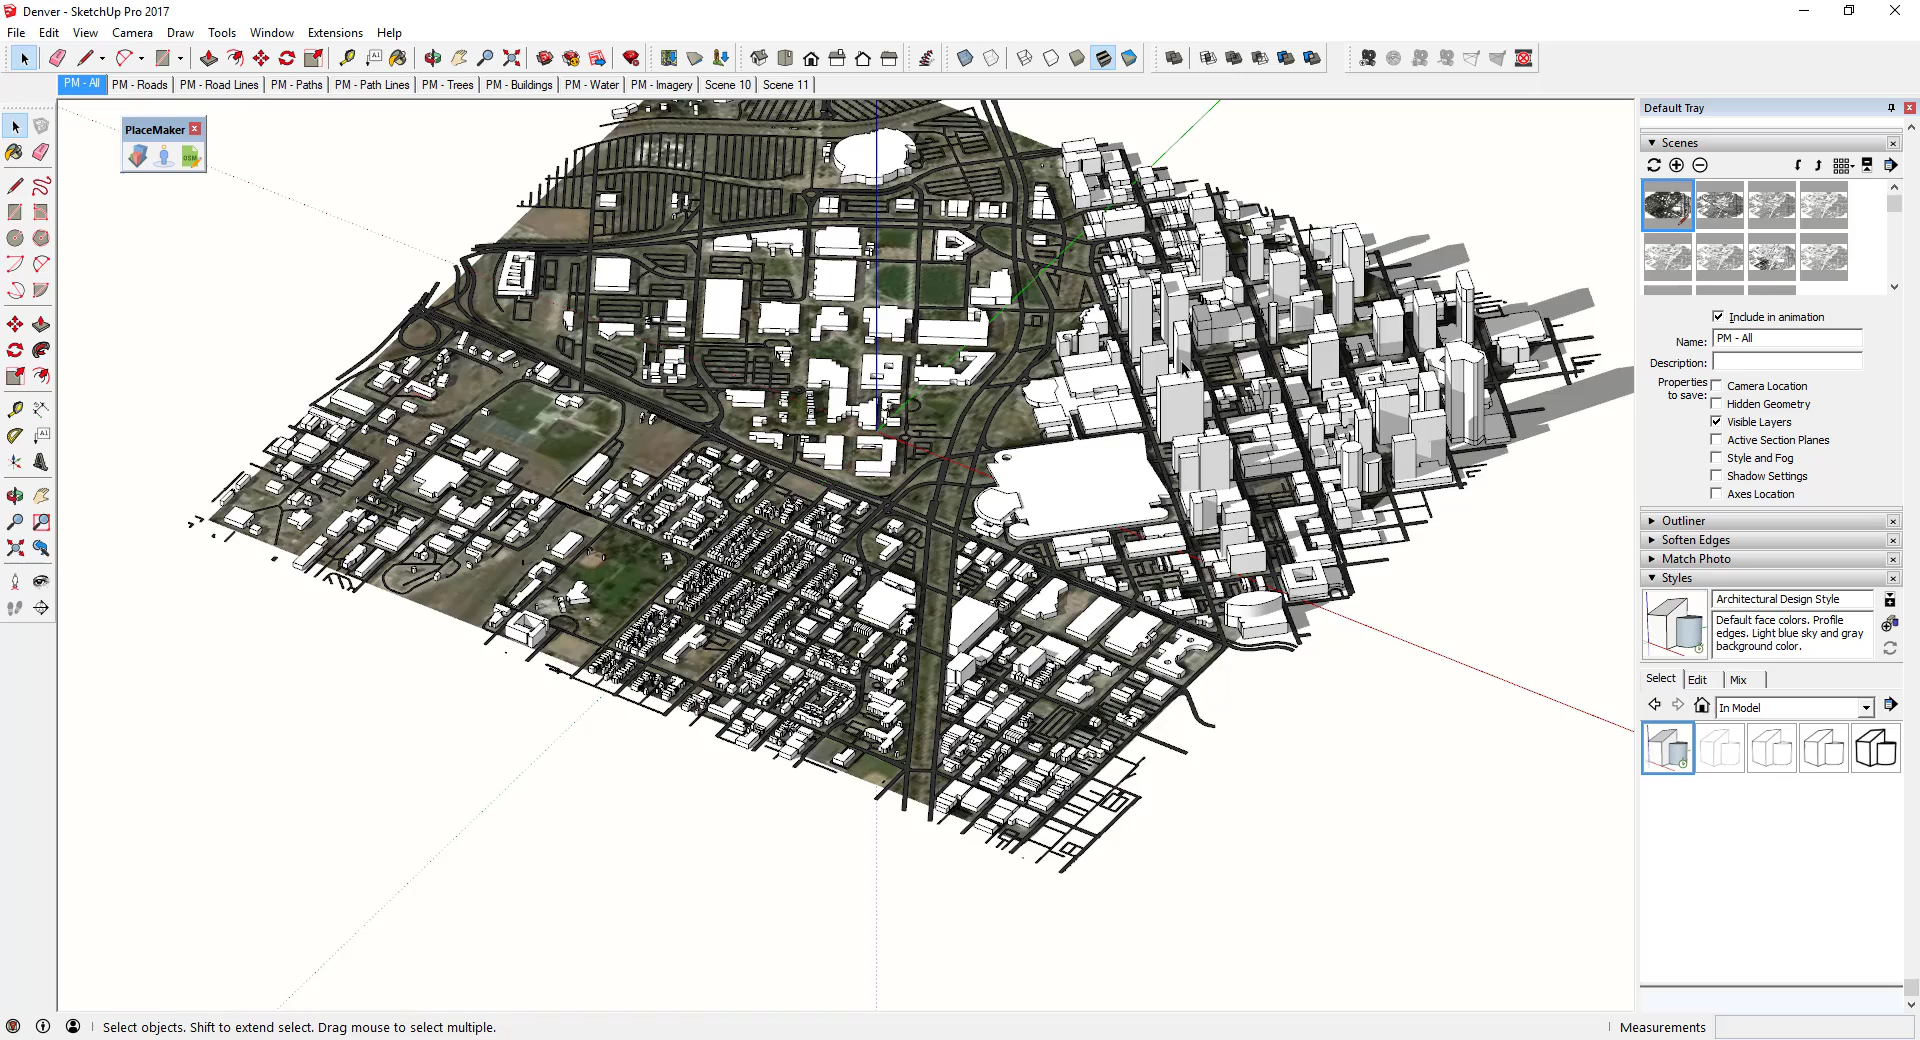 Denver - SketchUp Pro 2017
File Edit View Camera Draw Tools Window Extensions Help
PM - All PM - Roads PM - Road Lines PM - Paths PM - Path Lines PM - Trees PM - Buildings PM - Water PM - Imagery Scene 10 Scene 11
PlaceMaker
OSM
Default Tray
Scenes
Include in animation
Name: PM - All
Description:
Properties to save:
Camera Location
Hidden Geometry
Visible Layers
Active Section Planes
Style and Fog
Shadow Settings
Axes Location
Outliner
Soften Edges
Match Photo
Styles
Architectural Design Style
Default face colors. Profile
edges. Light blue sky and gray
background color.
Select Edit Mix
In Model
Select objects. Shift to extend select. Drag mouse to select multiple.
Measurements